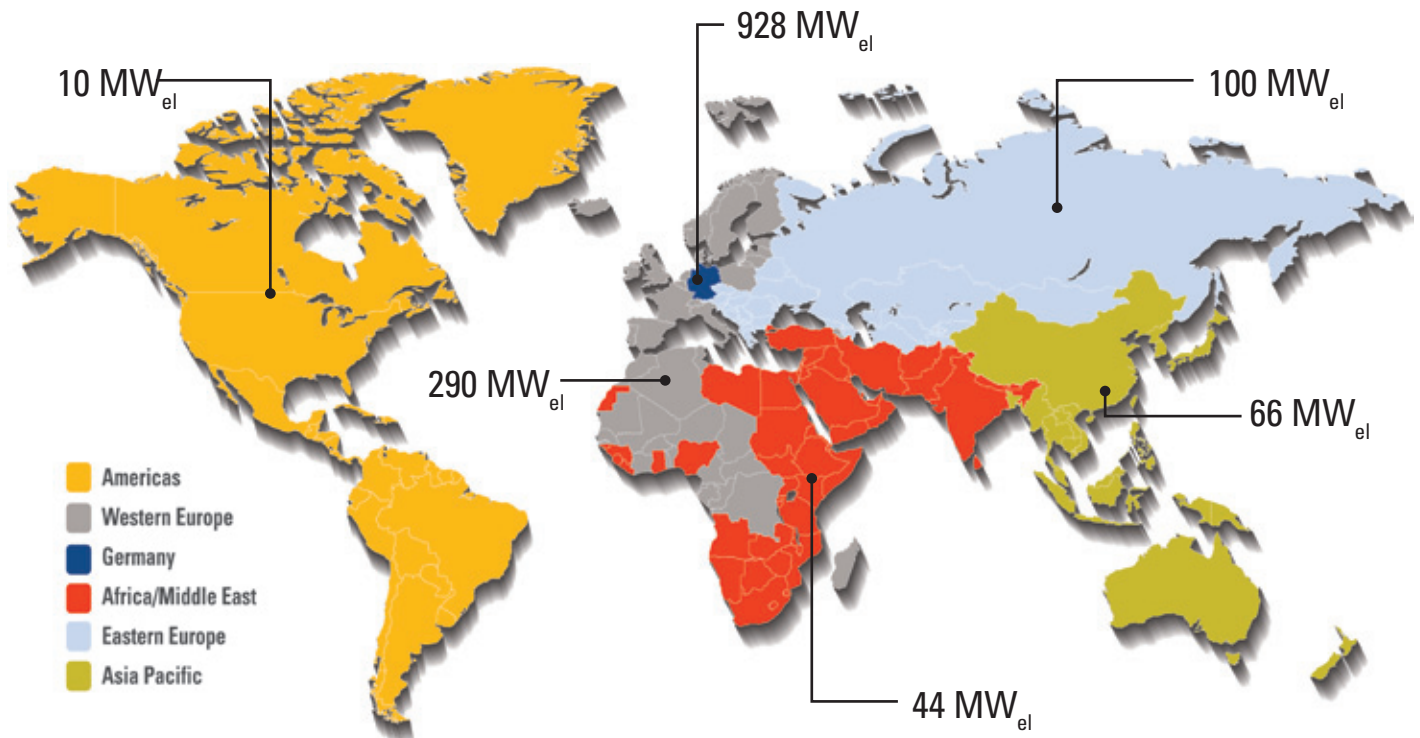 928 MWel
10 MWel
100 MWel
290 MWel
66 MWel
Americas
Western Europe
Germany
Africa/Middle East
Eastern Europe
Asia Pacific
44 MWel